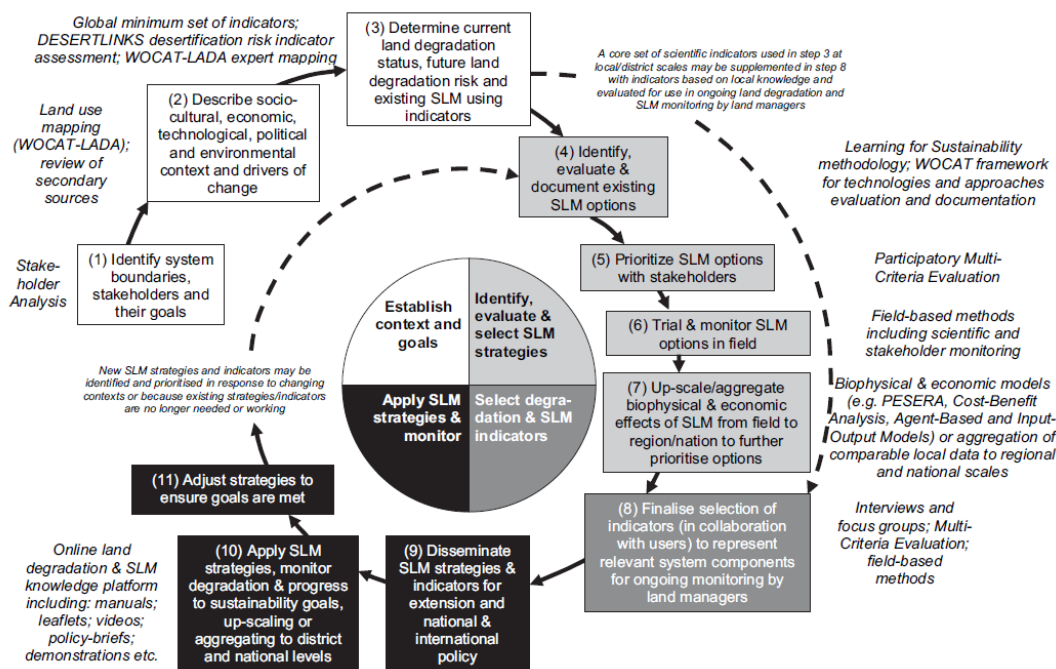 Global minimum set of indicators;
DESERTLINKS desertification risk indicator
assessment; WOCAT-LADA expert mapping
(3) Determine current
land degradation
status, future land
degradation risk and
existing SLM using
indicators
A core set of scientific indicators used in step 3 at
local/district scales may be supplemented in step 8
with indicators based on local knowledge and
evaluated for use in ongoing land degradation and
SLM monitoring by land managers
Land use
mapping
(WOCAT-LADA);
review of
secondary
sources
(2) Describe socio-
cultural, economic,
technological, political
and environmental
context and drivers of
change
(4) Identify,
evaluate &
document existing
SLM options
Learning for Sustainability
methodology; WOCAT framework
for technologies and approaches
evaluation and documentation
Stake-
holder
Analysis
(1) Identify system
boundaries,
stakeholders and
their goals
(5) Prioritize SLM options
with stakeholders
Participatory Multi-
Criteria Evaluation
Establish
context and
goals
Identify,
evaluate &
select SLM
strategies
Apply SLM
strategies &
monitor
Select degra-
dation & SLM
indicators
(6) Trial & monitor SLM
options in field
Field-based methods
including scientific and
stakeholder monitoring
New SLM strategies and indicators may be
identified and prioritised in response to changing
contexts or because existing strategies/indicators
are no longer needed or working
(7) Up-scale/aggregate
biophysical & economic
effects of SLM from field to
region/nation to further
prioritise options
Biophysical & economic models
(e.g. PESERA, Cost-Benefit
Analysis, Agent-Based and Input-
Output Models) or aggregation of
comparable local data to regional
and national scales
(11) Adjust strategies to
ensure goals are met
(8) Finalise selection of
indicators (in collaboration
with users) to represent
relevant system components
for ongoing monitoring by
land managers
Interviews and
focus groups; Multi-
Criteria Evaluation;
field-based
methods
Online land
degradation & SLM
knowledge platform
including: manuals;
leaflets; videos;
policy-briefs;
demonstrations etc.
(10) Apply SLM
strategies, monitor
degradation & progress
to sustainability goals,
up-scaling or
aggregating to district
and national levels
(9) Disseminate
SLM strategies &
indicators for
extension and
national &
international
policy